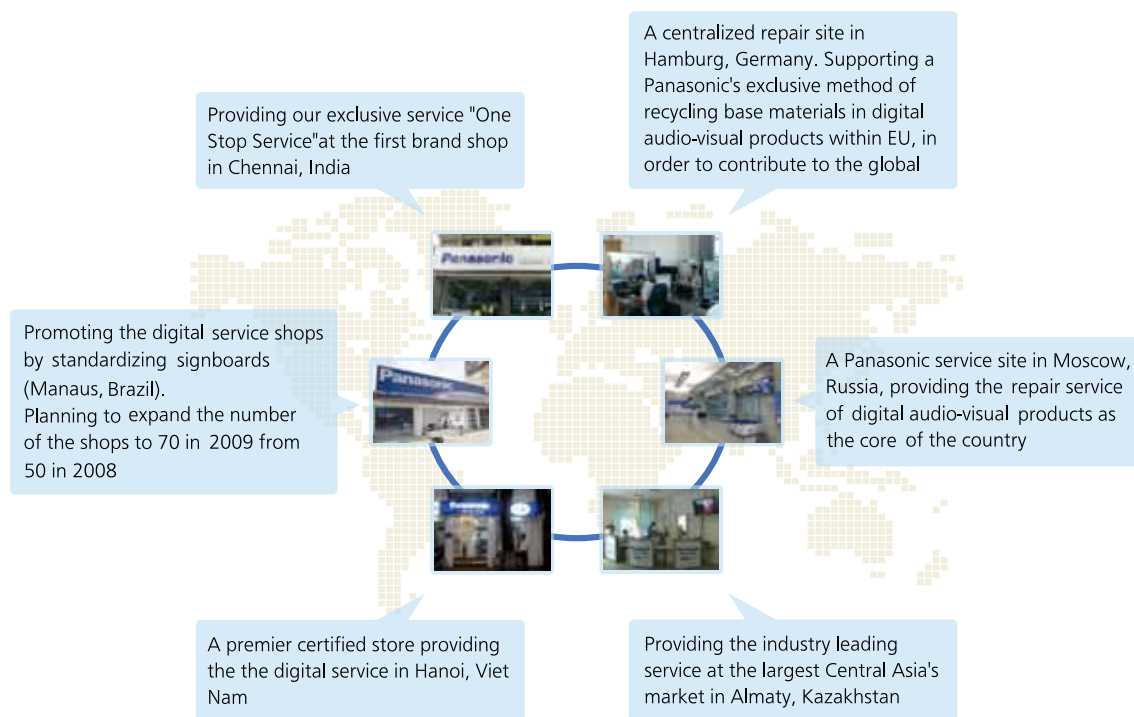 A centralized repair site in
Hamburg, Germany. Supporting a
Panasonic's exclusive method of
recycling base materials in digital
audio-visual products within EU, in
order to contribute to the global
Providing our exclusive service "One
Stop Service"at the first brand shop
in Chennai, India
Panasonic
Promoting the digital service shops
by standardizing signboards
(Manaus, Brazil).
Planning to expand the number
of the shops to 70 in 2009 from
50 in 2008
Panasonic
A Panasonic service site in Moscow,
Russia, providing the repair service
of digital audio-visual products as
the core of the country
Panasonic
A premier certified store providing
the the digital service in Hanoi, Viet
Nam
Providing the industry leading
service at the largest Central Asia's
market in Almaty, Kazakhstan